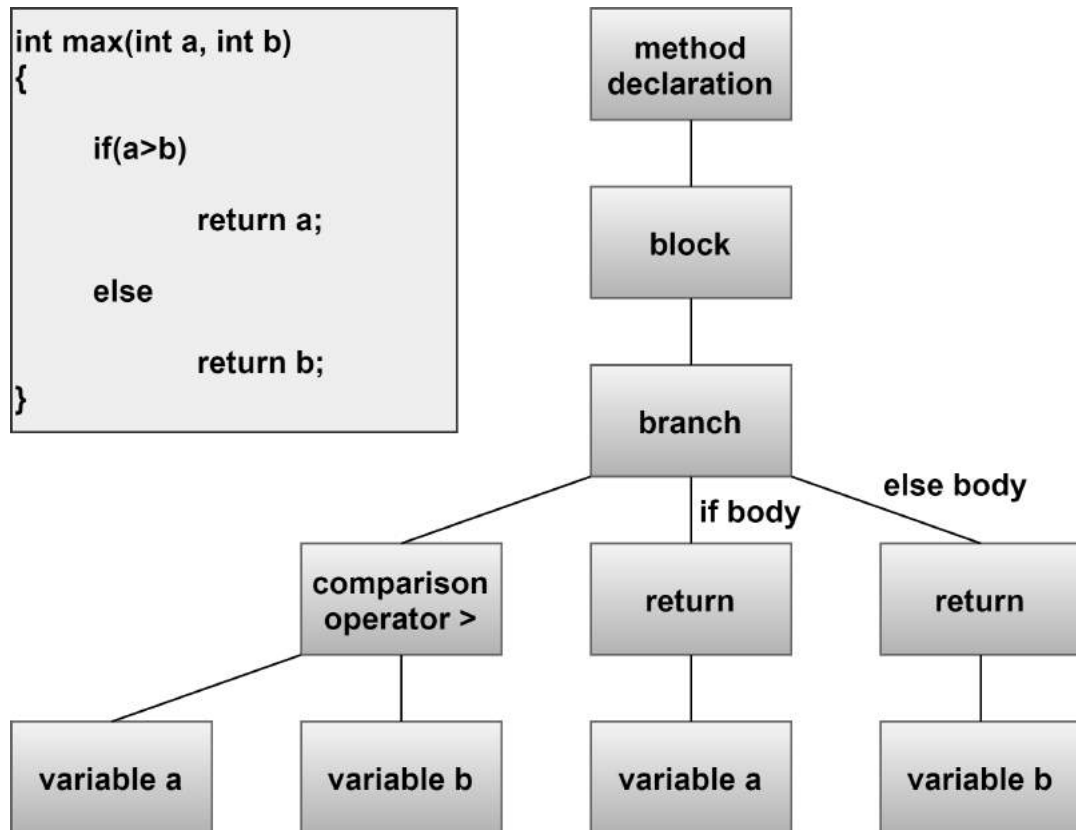 int max(int a, int b)
{
if(a>b)
return a;
else
return b;
}
method
declaration
block
branch
if body
else body
comparison
operator >
return
return
variable a
variable b
variable a
variable b